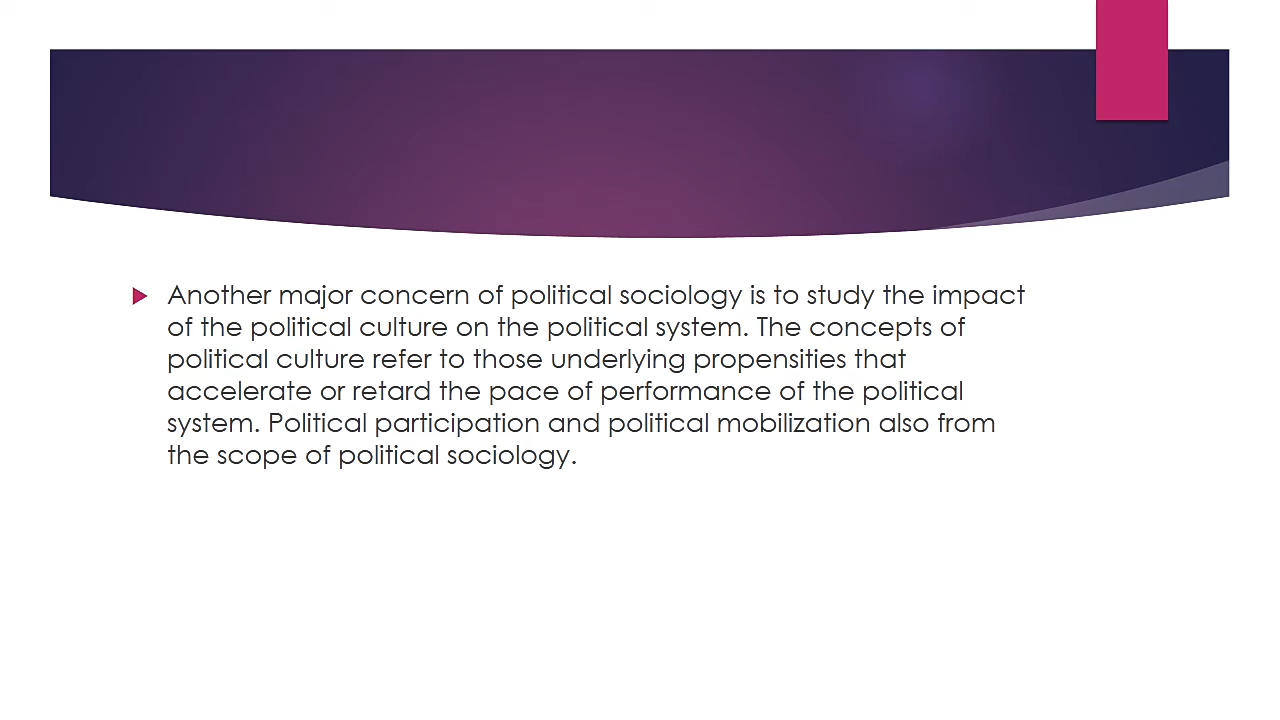 Another major concern of political sociology is to study the impact
of the political culture on the political system. The concepts of
political culture refer to those underlying propensities that
accelerate or retard the pace of performance of the political
system. Political participation and political mobilization also from
the scope of political sociology.